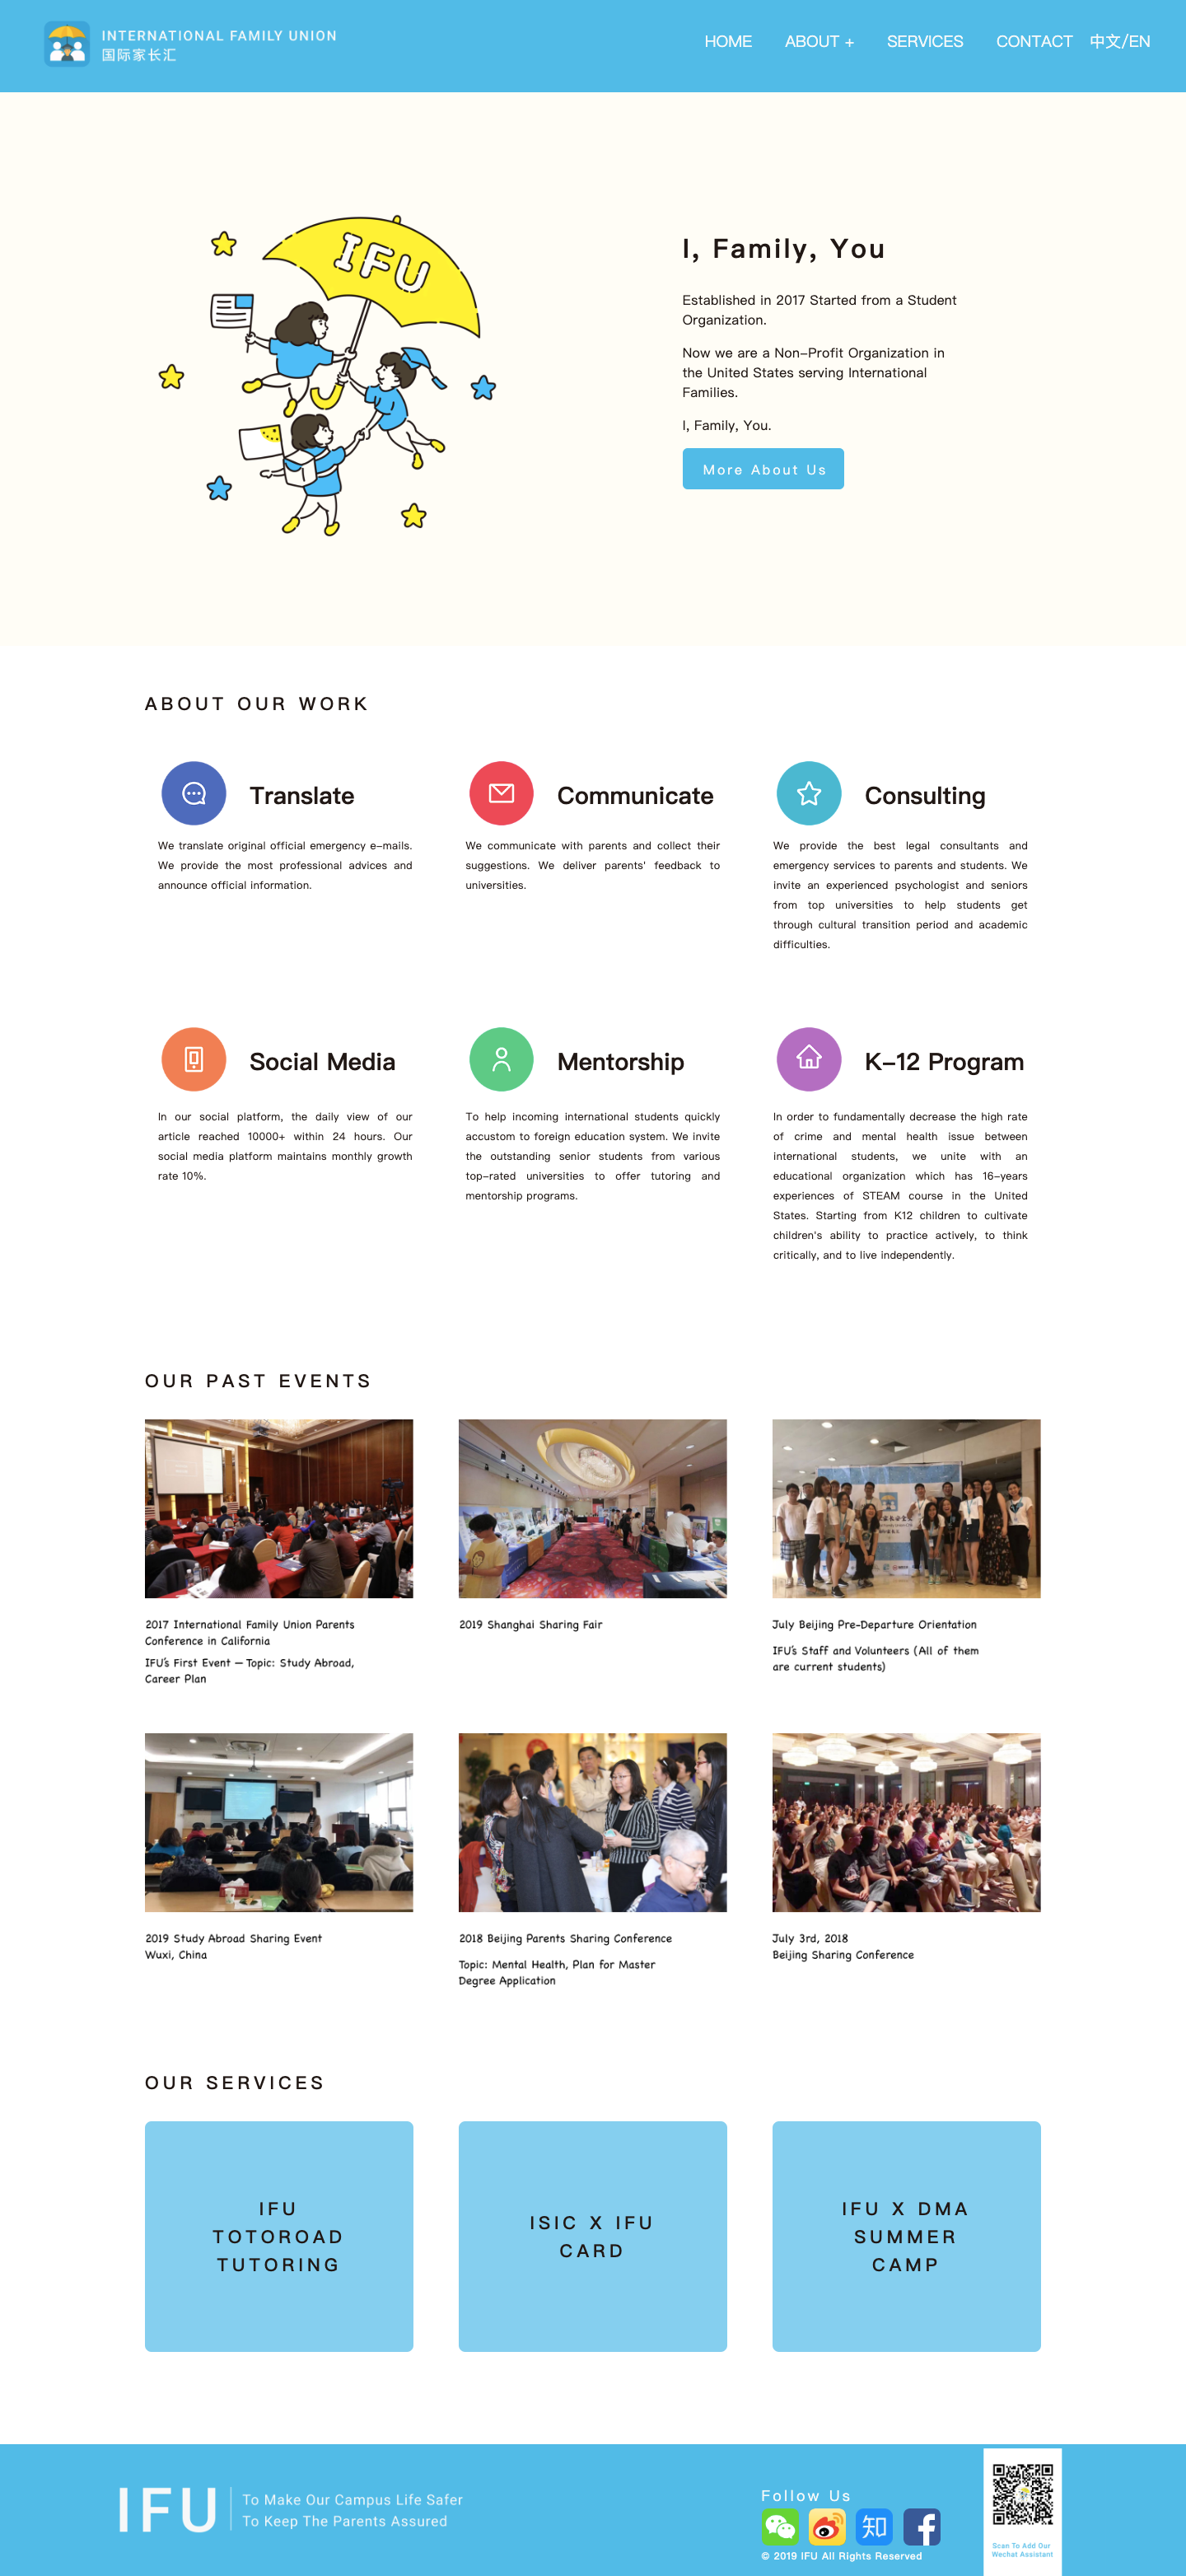 INTERNATIONAL FAMILY UNION
国际家长汇
HOME
ABOUT +
SERVICES
CONTACT
中文/EN
IFU
I, Family, You
Established in 2017 Started from a Student
Organization.
Now we are a Non-Profit Organization in
the United States serving International
Families.
I, Family, You.
More About Us
ABOUT OUR WORK
Translate
We translate original official emergency e-mails.
We provide the most professional advices and
announce official information.
Communicate
We communicate with parents and collect their
suggestions. We deliver parents' feedback to
universities.
Consulting
We provide the best legal consultants and
emergency services to parents and students. We
invite an experienced psychologist and seniors
from top universities to help students get
through cultural transition period and academic
difficulties.
Social Media
In our social platform, the daily view of our
article reached 10000+ within 24 hours. Our
social media platform maintains monthly growth
rate 10%.
Mentorship
To help incoming international students quickly
accustom to foreign education system. We invite
the outstanding senior students from various
top-rated universities to offer tutoring and
mentorship programs.
K-12 Program
In order to fundamentally decrease the high rate
of crime and mental health issue between
international students, we unite with an
educational organization which has 16-years
experiences of STEAM course in the United
States. Starting from K12 children to cultivate
children's ability to practice actively, to think
critically, and to live independently.
OUR PAST EVENTS
2017 International Family Union Parents
Conference in California
IFU's First Event — Topic: Study Abroad,
Career Plan
2019 Shanghai Sharing Fair
July Beijing Pre-Departure Orientation
IFU's Staff and Volunteers (All of them
are current students)
2019 Study Abroad Sharing Event
Wuxi, China
2018 Beijing Parents Sharing Conference
Topic: Mental Health, Plan for Master
Degree Application
July 3rd, 2018
Beijing Sharing Conference
OUR SERVICES
IFU
TOTOROAD
TUTORING
ISIC X IFU
CARD
IFU X DMA
SUMMER
CAMP
IFU
To Make Our Campus Life Safer
To Keep The Parents Assured
Follow Us
知
© 2019 IFU All Rights Reserved
Scan To Add Our
Wechat Assistant